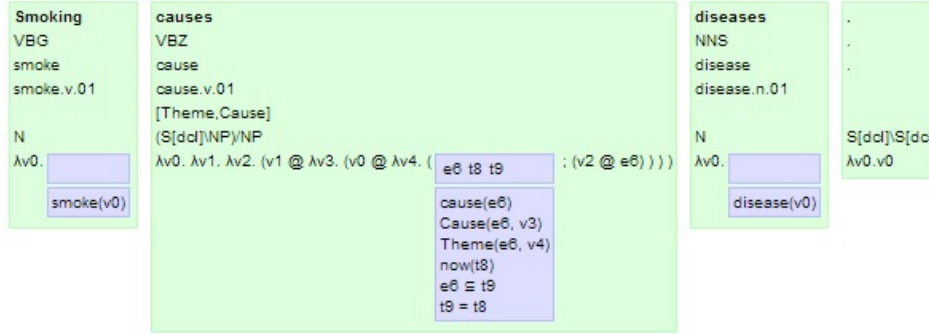 Smoking
VBG
smoke
smoke.v.01
N
λv0.
smoke(v0)
causes
VBZ
cause
cause.v.01
[Theme,Cause]
(S[dcl]\NP)/NP
λv0. λv1. λv2. (v1 @ λv3. (v0 @ λv4. ( e6 t8 t9 ; (v2 @ e6) ) ) )
cause(e6)
Cause(e6, v3)
Theme(e6, v4)
now(t8)
e6 ⊆ t9
t9 = t8
diseases
NNS
disease
disease.n.01
N
λv0.
disease(v0)
.
.
.
S[dcl]\S[dc
λv0.v0